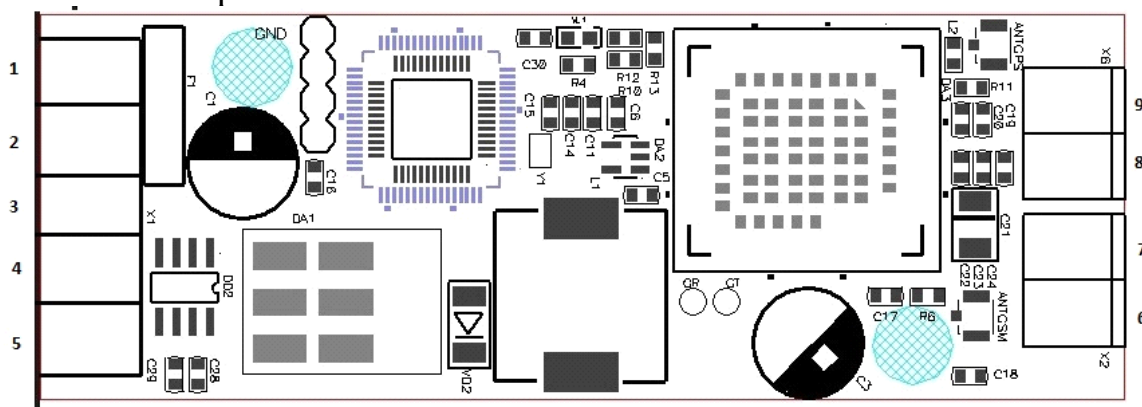 GND
VL1
C30
R4
R12
R10
R13
L2
ANTGPS
X6
1
F1
C1
C15
C14
C11
C6
DA2
DA3
R11
C19
C20
9
2
8
Y1
L1
C5
C16
3
X1
DA1
C21
7
4
DD2
GR
GT
C22
C23
C24
ANTGSM
6
C17
R6
5
X2
C29
C28
VD2
C3
C18